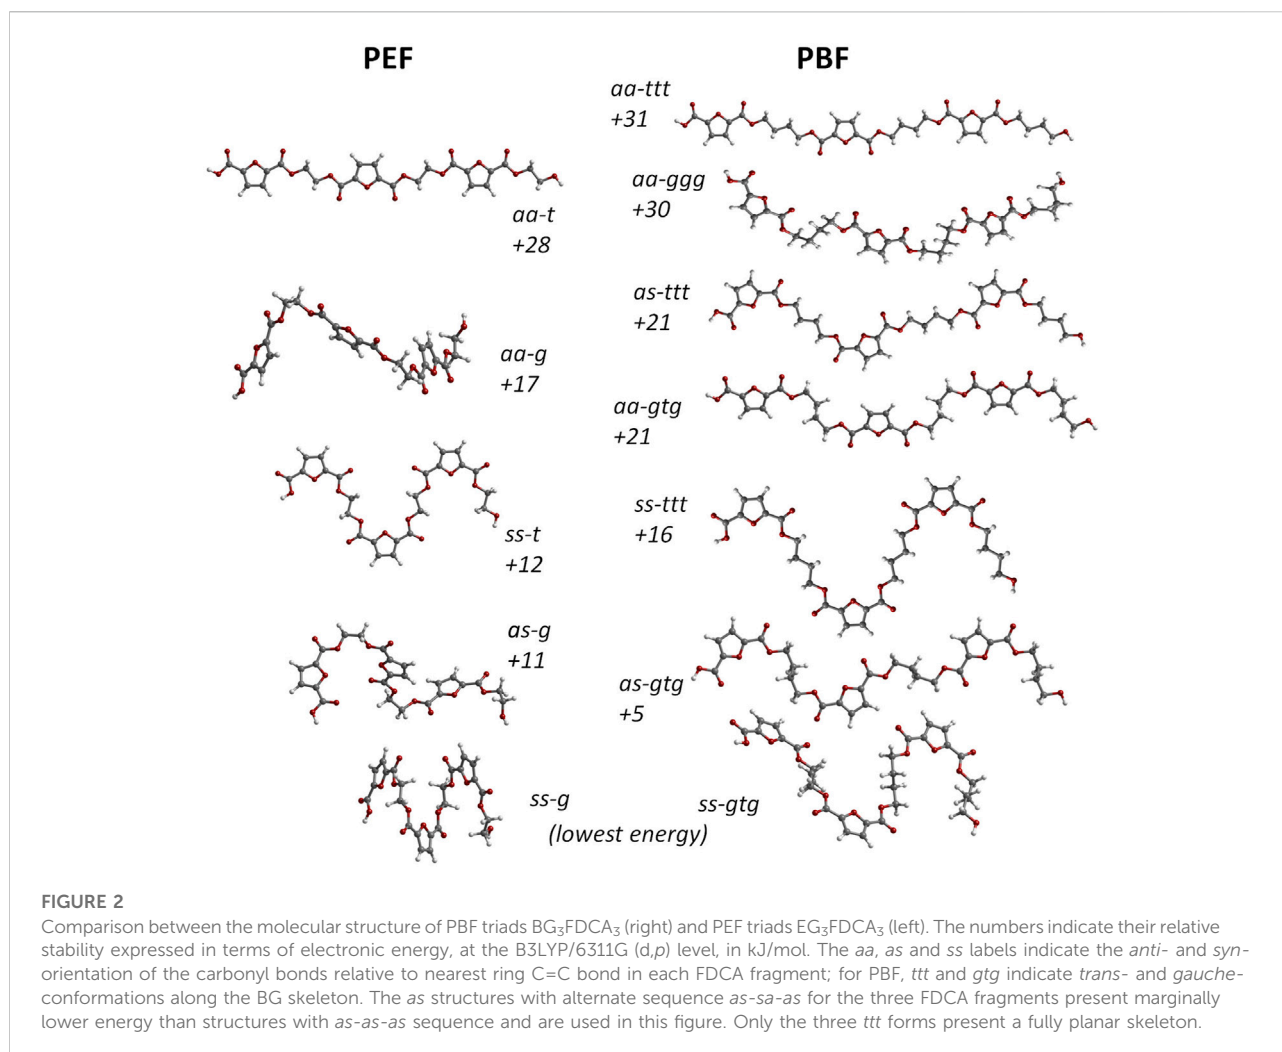 PEF
PBF
aa-t
+28
aa-g
+17
ss-t
+12
as-g
+11
ss-g
(lowest energy)
aa-ttt
+31
aa-ggg
+30
as-ttt
+21
aa-gtg
+21
ss-ttt
+16
as-gtg
+5
ss-gtg
FIGURE 2
Comparison between the molecular structure of PBF triads BG₃FDCA₃ (right) and PEF triads EG₃FDCA₃ (left). The numbers indicate their relative
stability expressed in terms of electronic energy, at the B3LYP/6311G (d,p) level, in kJ/mol. The aa, as and ss labels indicate the anti- and syn-
orientation of the carbonyl bonds relative to nearest ring C=C bond in each FDCA fragment; for PBF, ttt and gtg indicate trans- and gauche-
conformations along the BG skeleton. The as structures with alternate sequence as-sa-as for the three FDCA fragments present marginally
lower energy than structures with as-as-as sequence and are used in this figure. Only the three ttt forms present a fully planar skeleton.